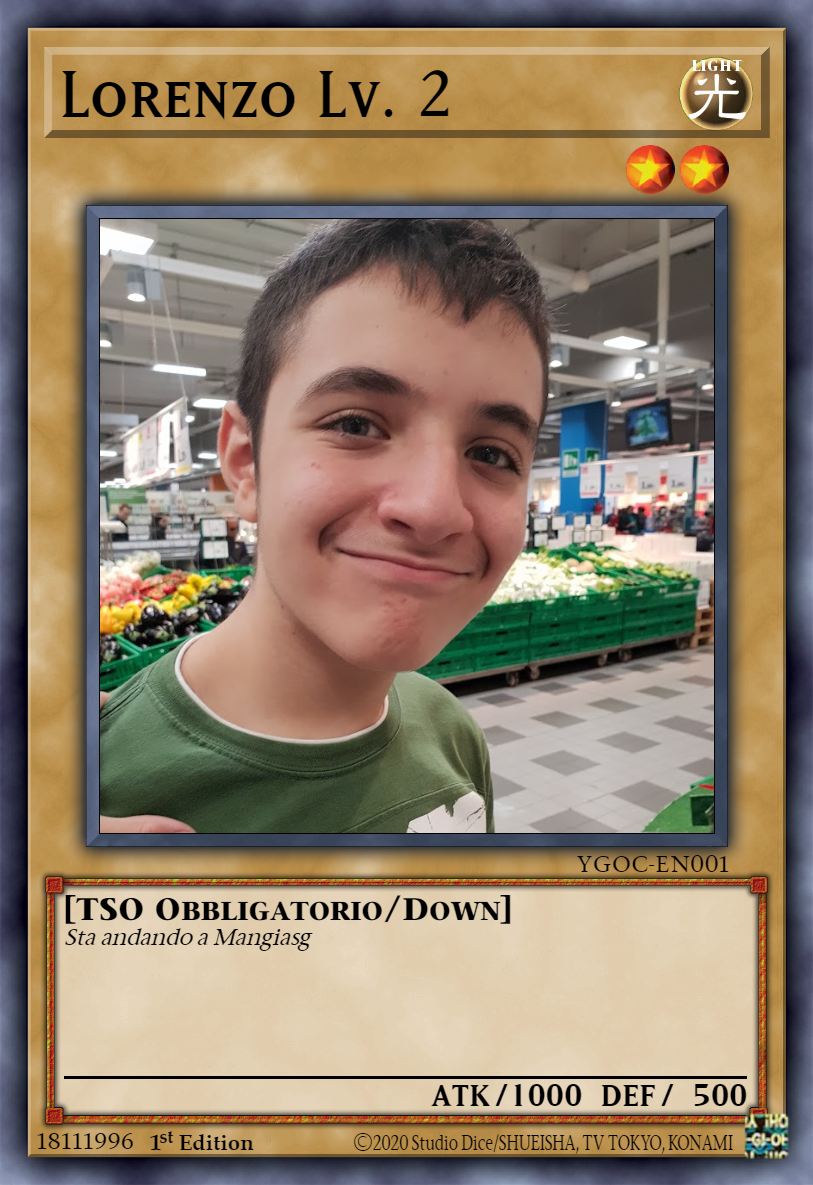 Lorenzo Lv. 2
LIGHT
光
YGOC-EN001
[TSO Obbligatorio/Down]
Sta andando a Mangiasg
ATK/1000 DEF/ 500
18111996 1st Edition ©2020 Studio Dice/SHUEISHA, TV TOKYO, KONAMI